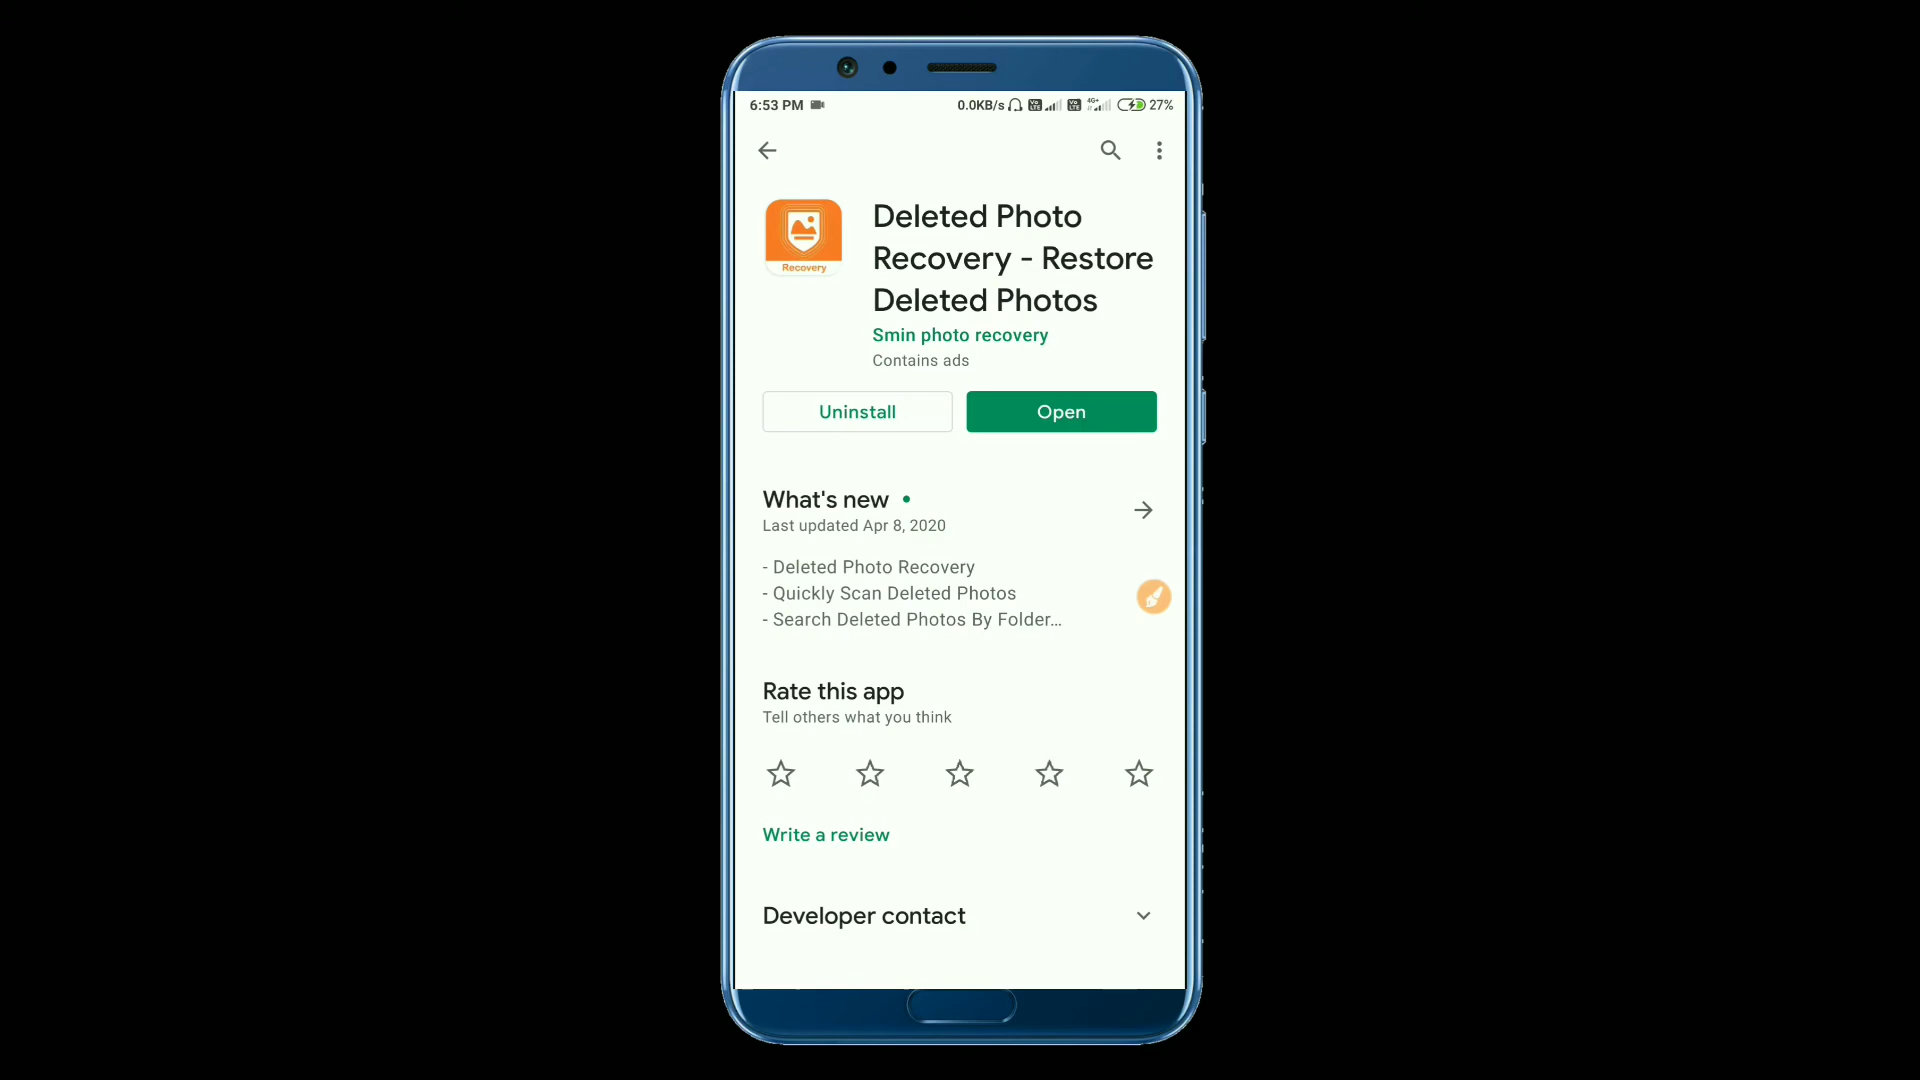 6:53 PM 0.0KB/s 27%
Recovery
Deleted Photo
Recovery - Restore
Deleted Photos
Smin photo recovery
Contains ads
Uninstall Open
What's new
Last updated Apr 8, 2020
- Deleted Photo Recovery
- Quickly Scan Deleted Photos
- Search Deleted Photos By Folder...
Rate this app
Tell others what you think
Write a review
Developer contact